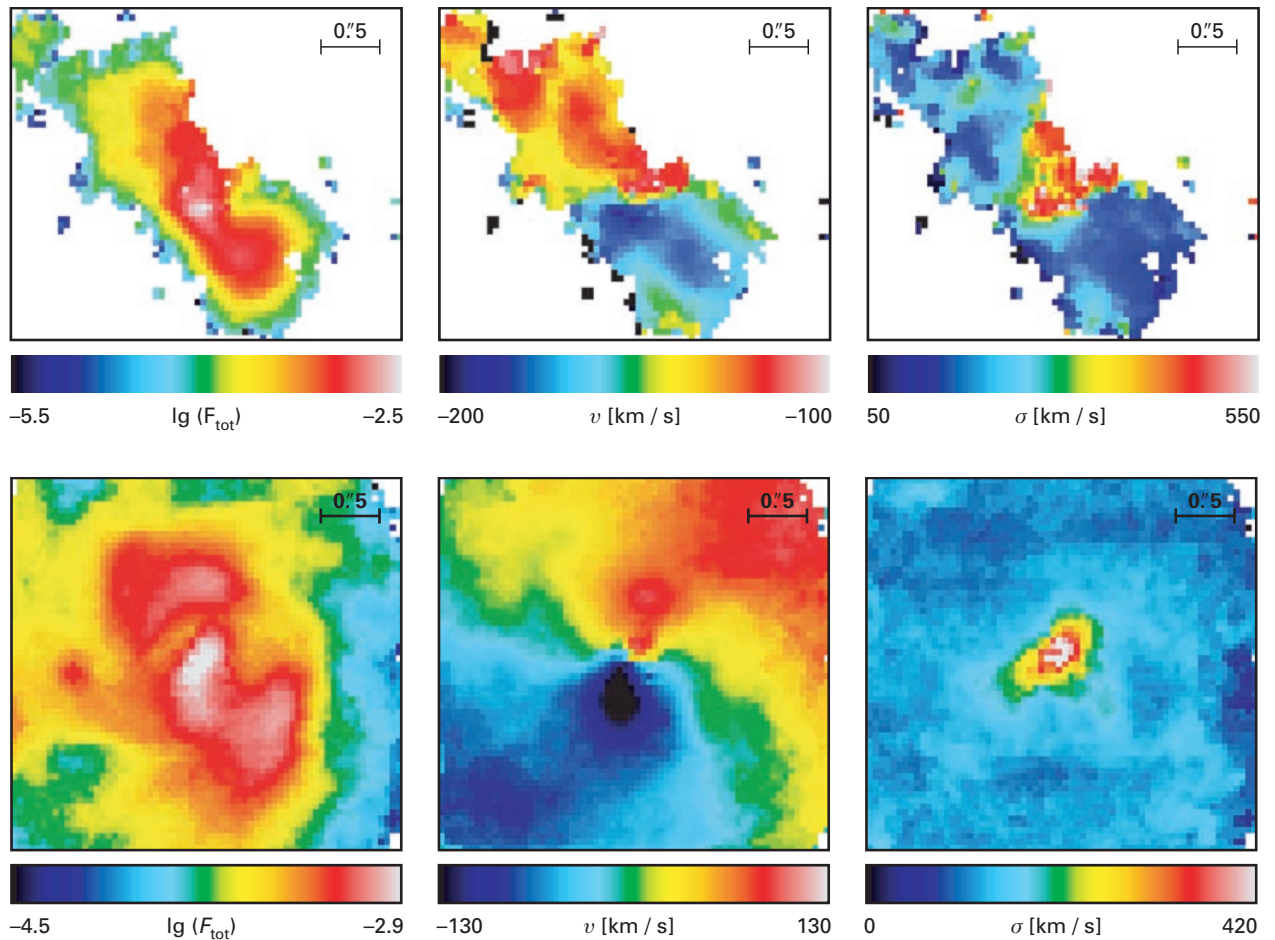 0."5 0."5 0."5
–5.5 lg (F_tot) –2.5 –200 v [km / s] –100 50 σ [km / s] 550
0."5 0."5 0."5
–4.5 lg (F_tot) –2.9 –130 v [km / s] 130 0 σ [km / s] 420